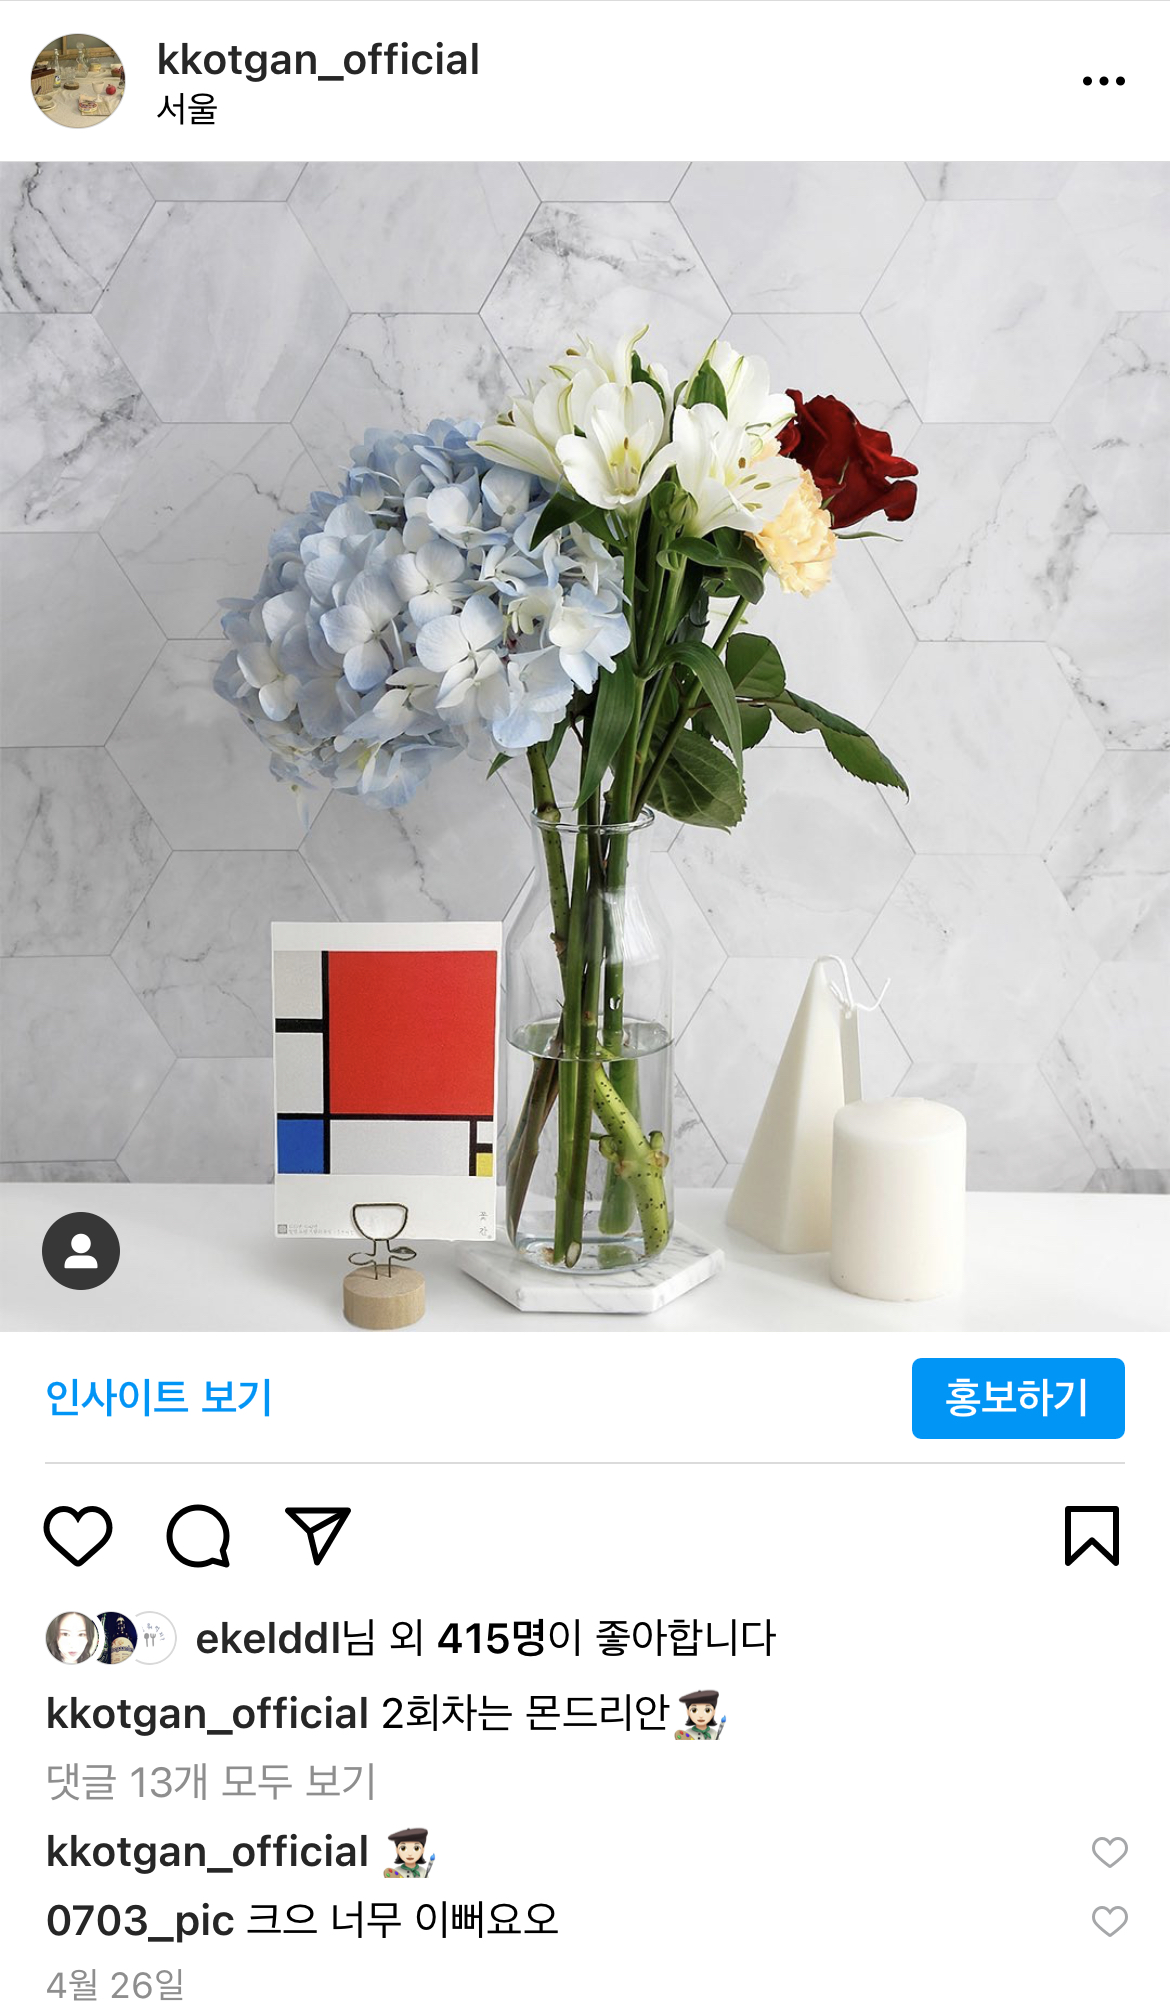 kkotgan_official
서울
꽃
간
인사이트 보기
홍보하기
ekelddl님 외 415명이 좋아합니다
kkotgan_official 2회차는 몬드리안👩🏻‍🎨
댓글 13개 모두 보기
kkotgan_official 👩🏻‍🎨
0703_pic 크으 너무 이뻐요오
4월 26일